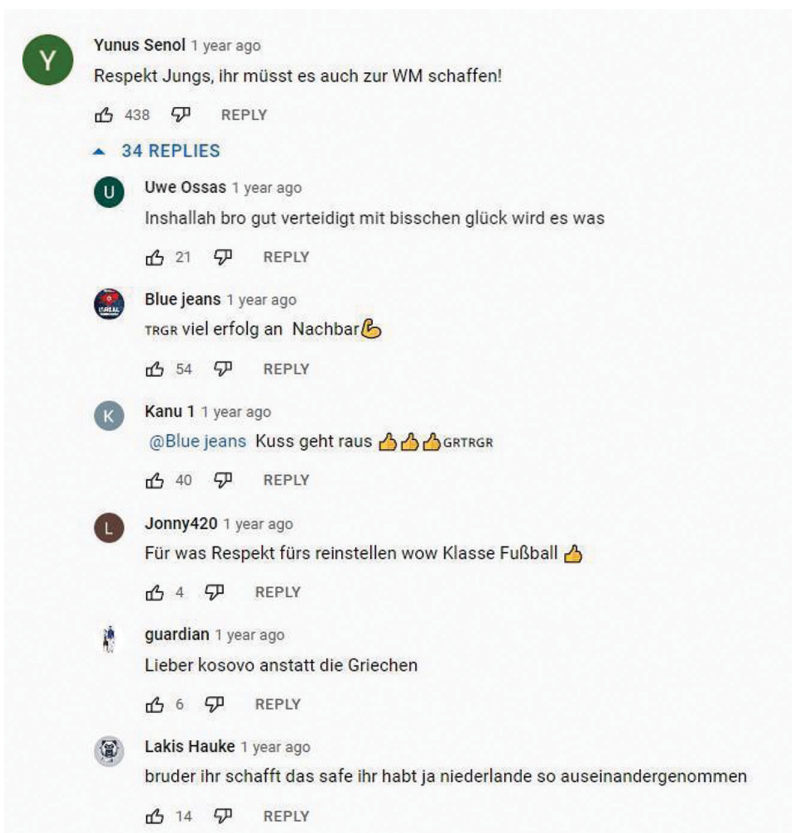 Y
Yunus Senol 1 year ago
Respekt Jungs, ihr müsst es auch zur WM schaffen!
438 REPLY
34 REPLIES
U
Uwe Ossas 1 year ago
Inshallah bro gut verteidigt mit bisschen glück wird es was
21 REPLY
Blue jeans 1 year ago
TRGR viel erfolg an Nachbar💪
54 REPLY
K
Kanu 1 1 year ago
@Blue jeans Kuss geht raus 👍👍👍GRTRGR
40 REPLY
L
Jonny420 1 year ago
Für was Respekt fürs reinstellen wow Klasse Fußball 👍
4 REPLY
guardian 1 year ago
Lieber kosovo anstatt die Griechen
6 REPLY
Lakis Hauke 1 year ago
bruder ihr schafft das safe ihr habt ja niederlande so auseinandergenommen
14 REPLY